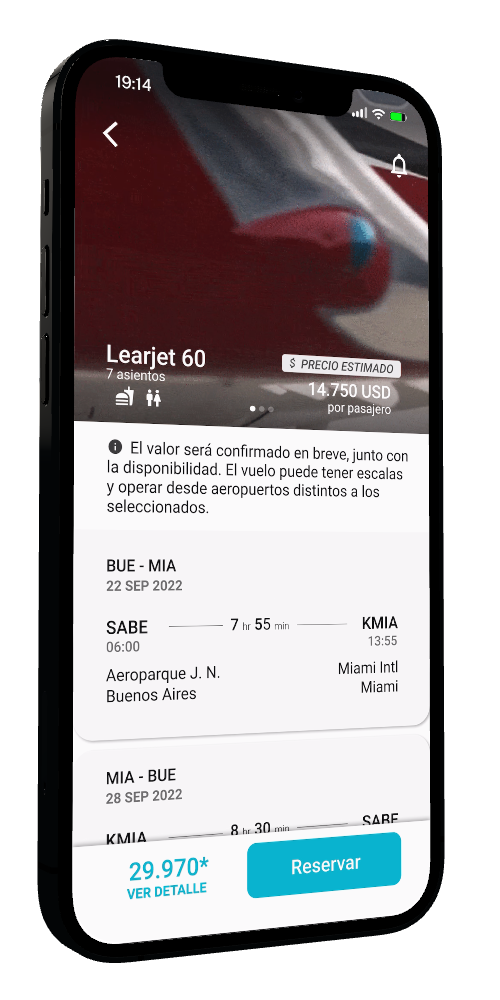 19:14
Learjet 60
7 asientos
$ PRECIO ESTIMADO
14.750 USD
por pasajero
El valor será confirmado en breve, junto con
la disponibilidad. El vuelo puede tener escalas
y operar desde aeropuertos distintos a los
seleccionados.
BUE - MIA
22 SEP 2022
SABE 7 hr 55 min KMIA
06:00 13:55
Aeroparque J. N. Miami Intl
Buenos Aires Miami
MIA - BUE
28 SEP 2022
KMIA 8 hr 30 min SABE
29.970*
VER DETALLE
Reservar